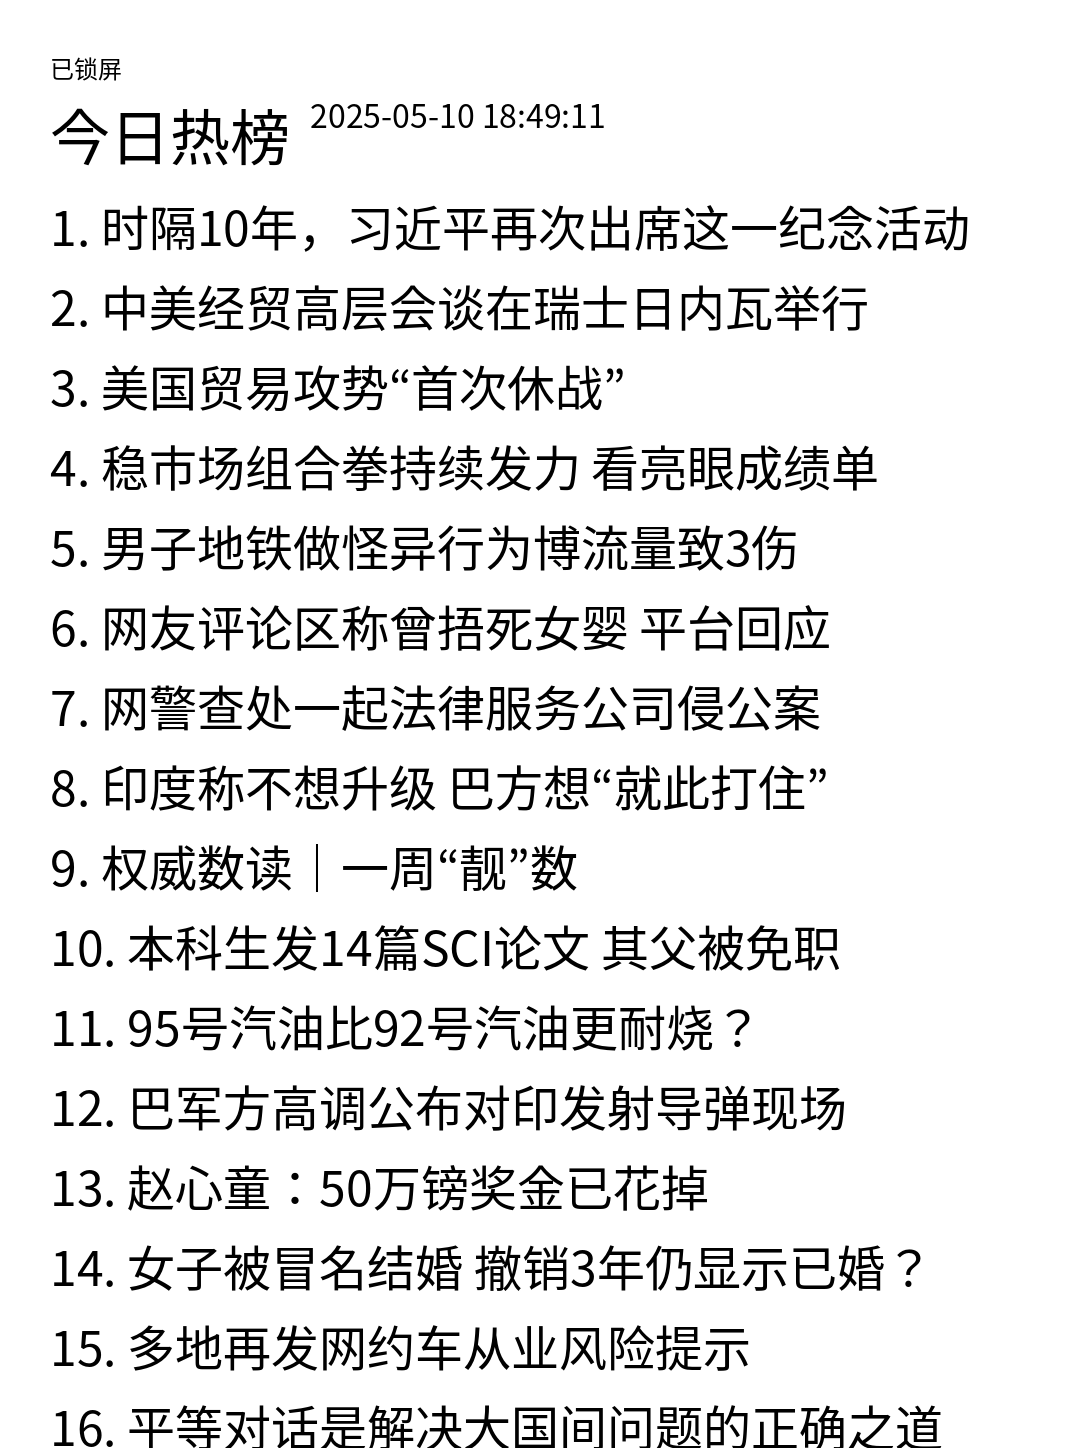 已锁屏
今日热榜 2025-05-10 18:49:11
1. 时隔10年，习近平再次出席这一纪念活动
2. 中美经贸高层会谈在瑞士日内瓦举行
3. 美国贸易攻势“首次休战”
4. 稳市场组合拳持续发力 看亮眼成绩单
5. 男子地铁做怪异行为博流量致3伤
6. 网友评论区称曾捂死女婴 平台回应
7. 网警查处一起法律服务公司侵公案
8. 印度称不想升级 巴方想“就此打住”
9. 权威数读｜一周“靓”数
10. 本科生发14篇SCI论文 其父被免职
11. 95号汽油比92号汽油更耐烧？
12. 巴军方高调公布对印发射导弹现场
13. 赵心童：50万镑奖金已花掉
14. 女子被冒名结婚 撤销3年仍显示已婚？
15. 多地再发网约车从业风险提示
16. 平等对话是解决大国间问题的正确之道